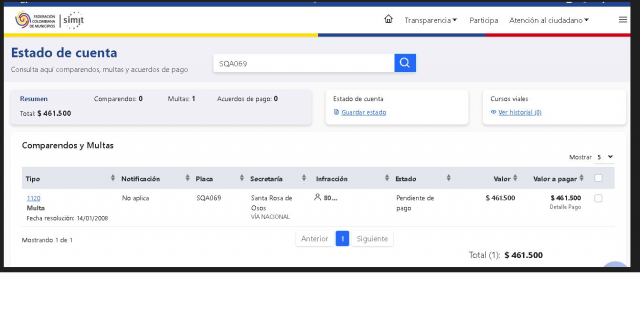 FEDERACIÓN
COLOMBIANA
DE MUNICIPIOS
simit
Transparencia
Participa
Atención al ciudadano
Estado de cuenta
Consulta aquí comparendos, multas y acuerdos de pago
SQA069
Resumen
Comparendos: 0
Multas: 1
Acuerdos de pago: 0
Total: $ 461.500
Estado de cuenta
Guardar estado
Cursos viales
Ver historial (0)
Comparendos y Multas
Mostrar 5
Tipo Notificación Placa Secretaría Infracción Estado Valor Valor a pagar
1120 No aplica SQA069 Santa Rosa de 80... Pendiente de $ 461.500 $ 461.500
Multa Osos pago Detalle Pago
Fecha resolución: 14/01/2008 VÍA NACIONAL
Mostrando 1 de 1
Anterior 1 Siguiente
Total (1): $ 461.500